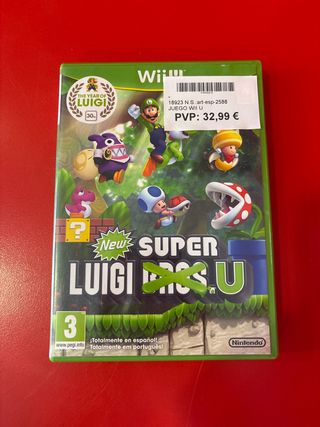 THE YEAR OF
LUIGI
30th
Wii U
18923 N.S.:art-esp-2588
JUEGO WII U
PVP: 32,99 €
?
New SUPER
LUIGI BROS. U
3
www.pegi.info
¡Totalmente en español!
Totalmente em português!
Nintendo